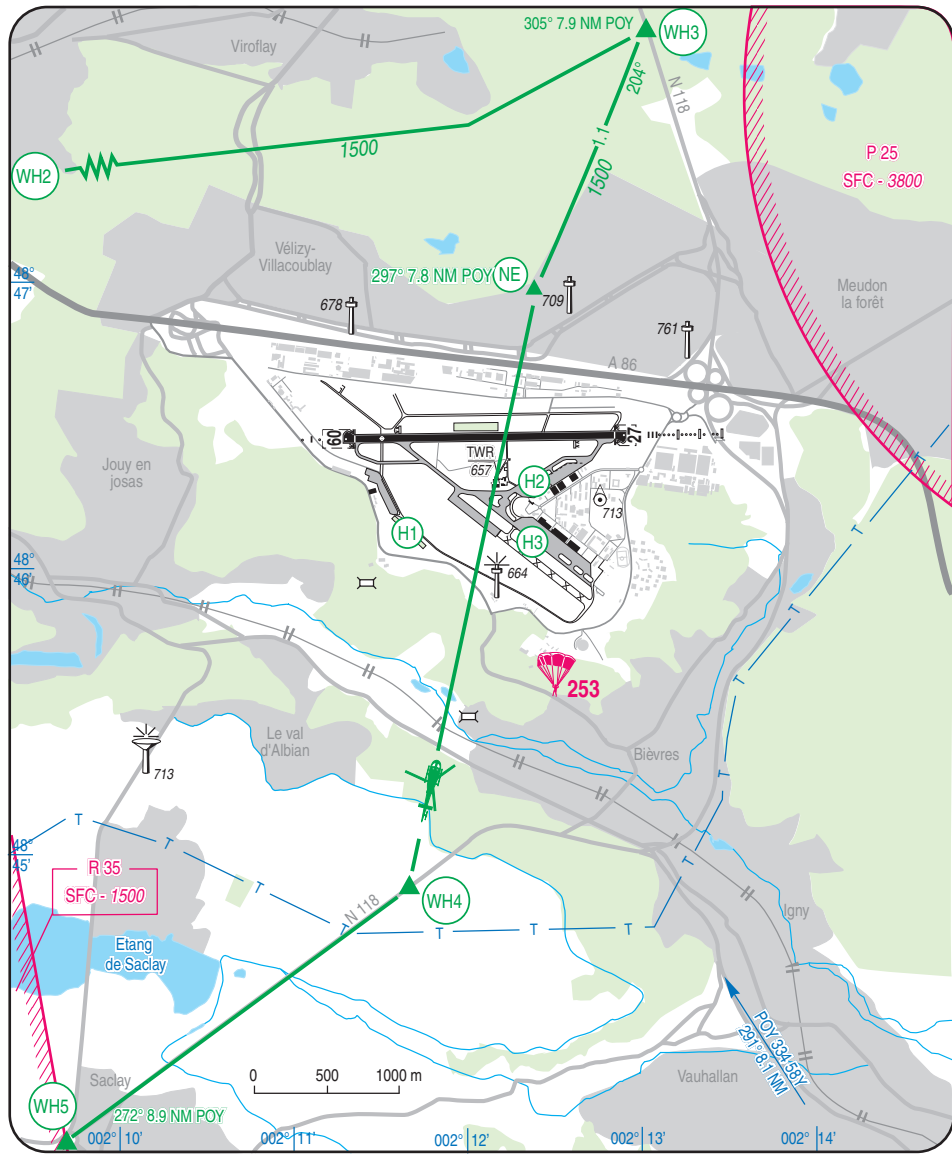 305° 7.9 NM POY
WH3
Viroflay
204°
N 118
1.1
1500
1500
WH2
P 25
SFC - 3800
Vélizy-
Villacoublay
297° 7.8 NM POY
NE
48°
47'
678
709
761
Meudon
la forêt
A 86
09
27
TWR
657
H2
Jouy en
josas
713
H1
H3
48°
46'
664
T
T
253
T
Le val
d'Albian
713
Bièvres
T
T
T
48°
45'
T
T
R 35
SFC - 1500
WH4
N 118
Igny
T
T
T
T
T
Etang
de Saclay
POY 334 58Y
291° 8.1 NM
Saclay
0
500
1000 m
Vauhallan
WH5
272° 8.9 NM POY
002° 10'
002° 11'
002° 12'
002° 13'
002° 14'